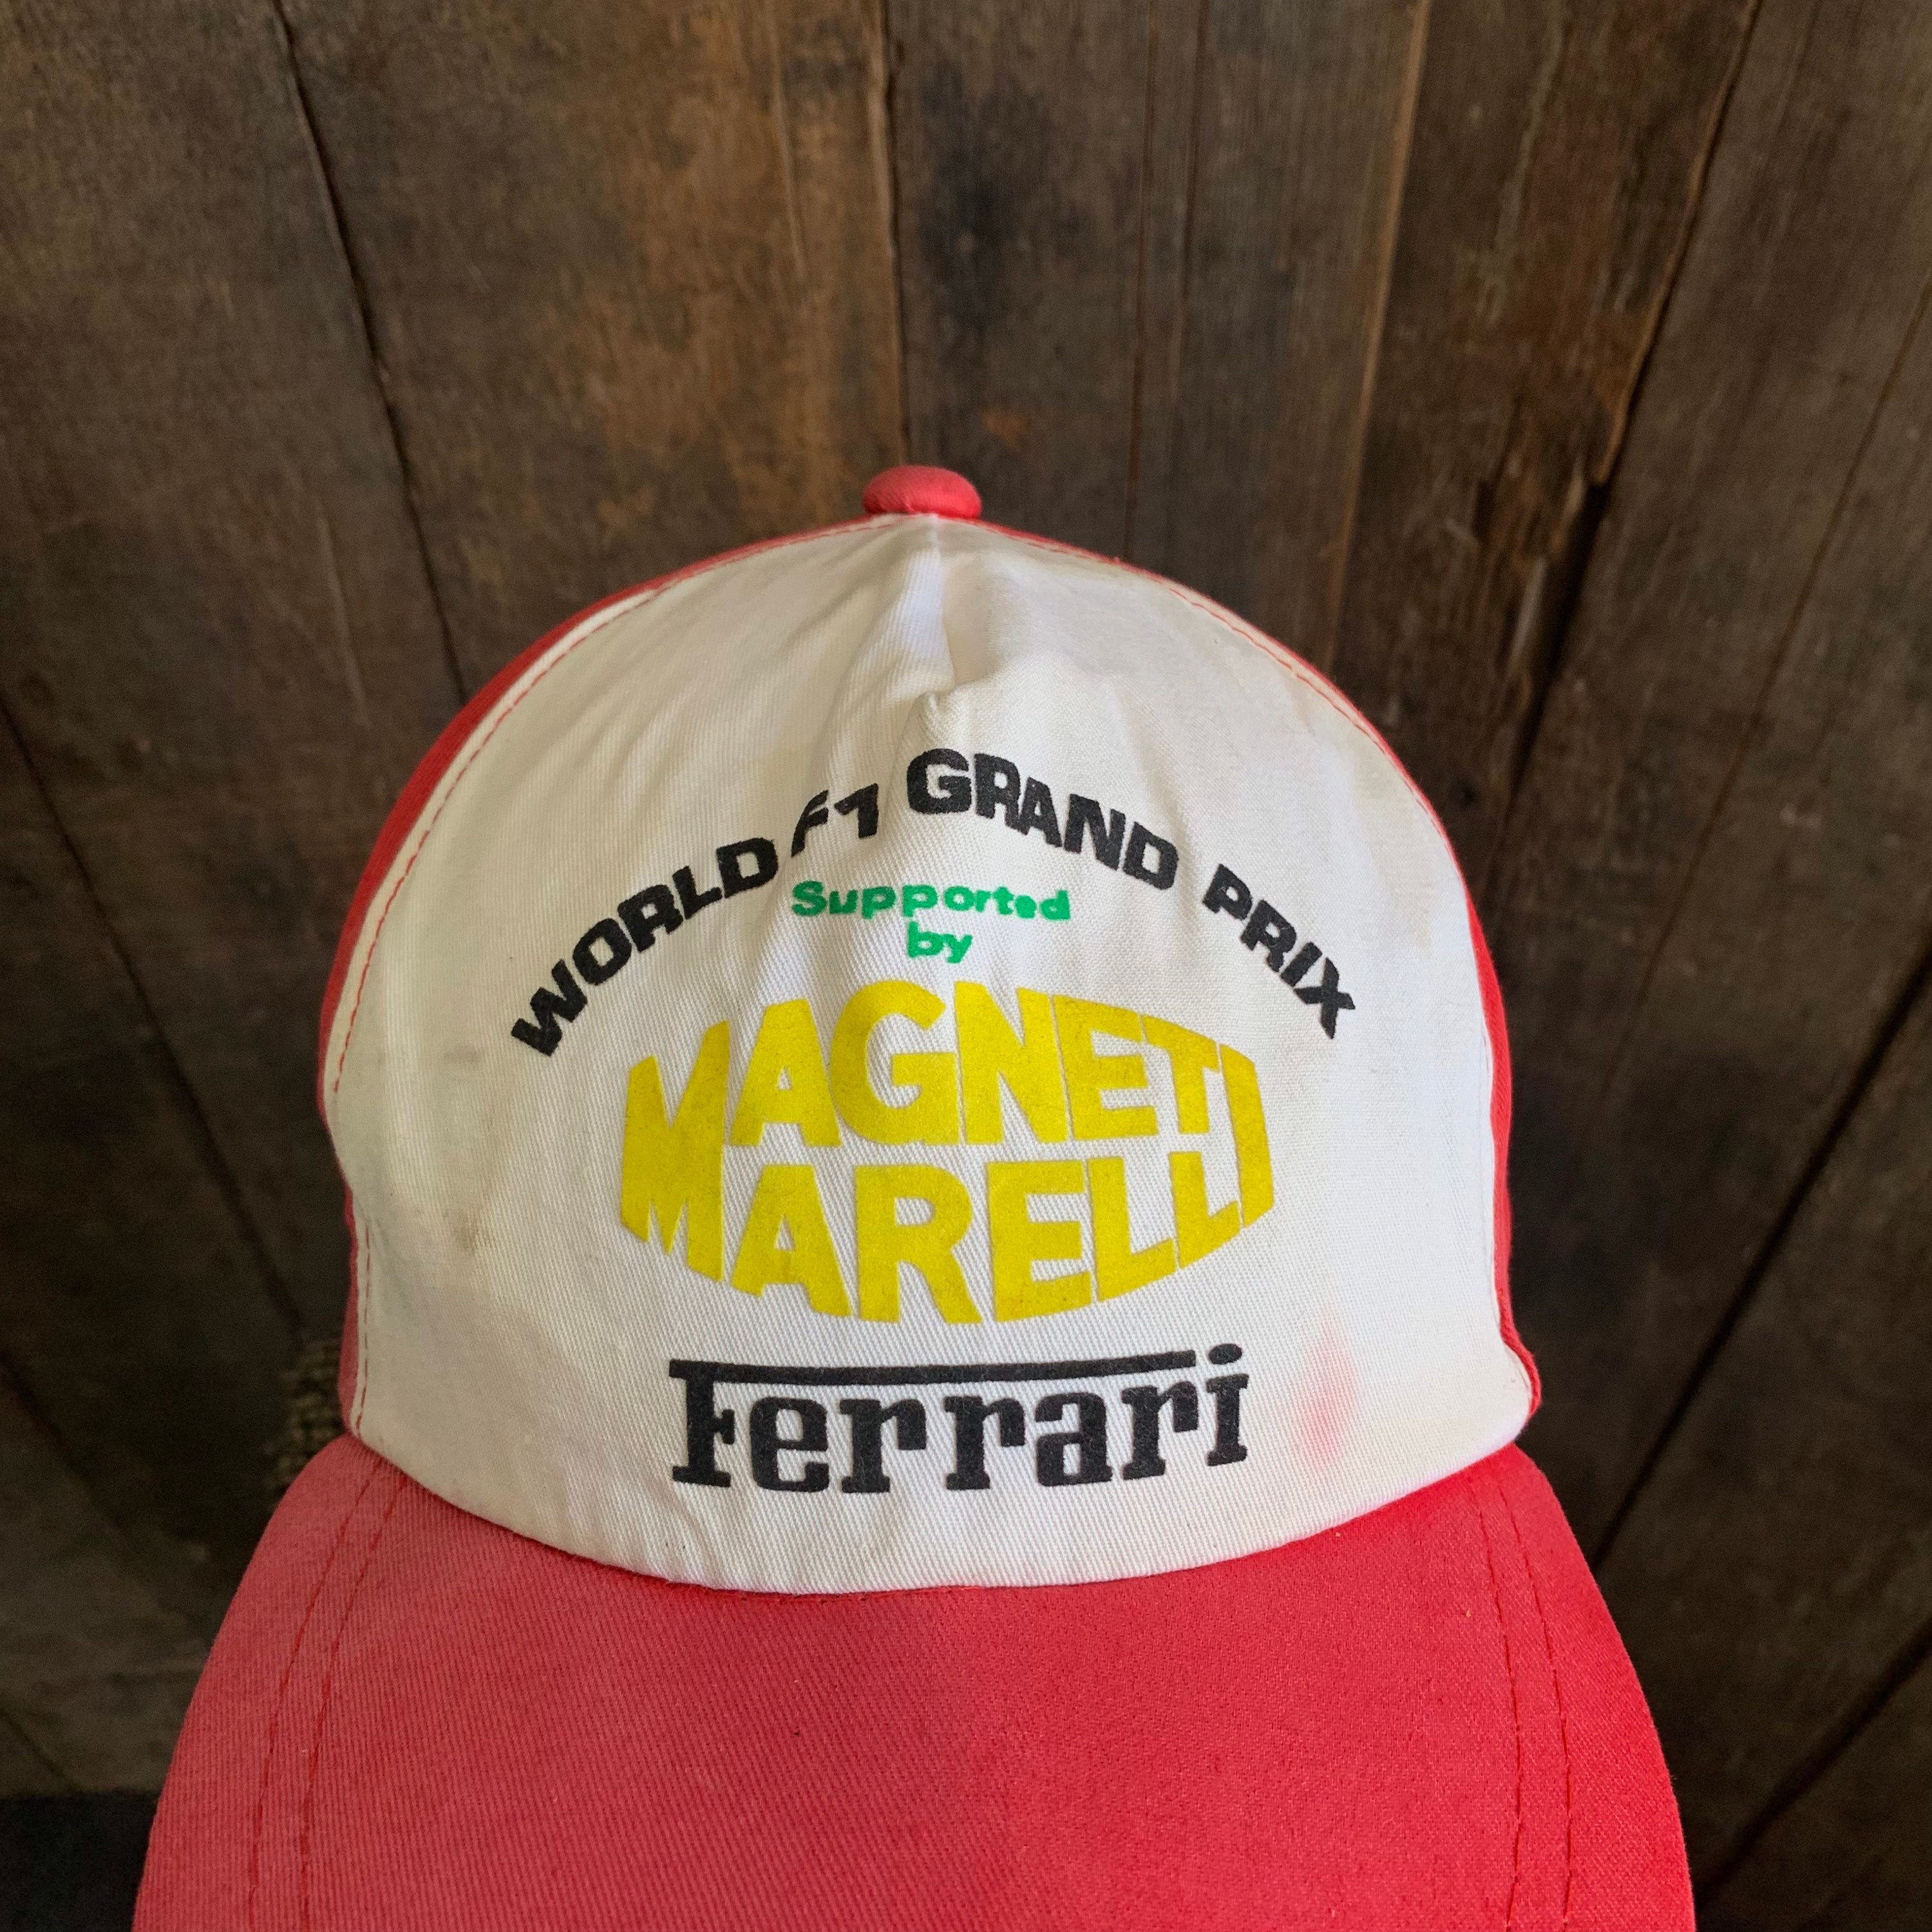 WORLD F1 GRAND PRIX
Supported
by
MAGNETI
MARELLI
Ferrari